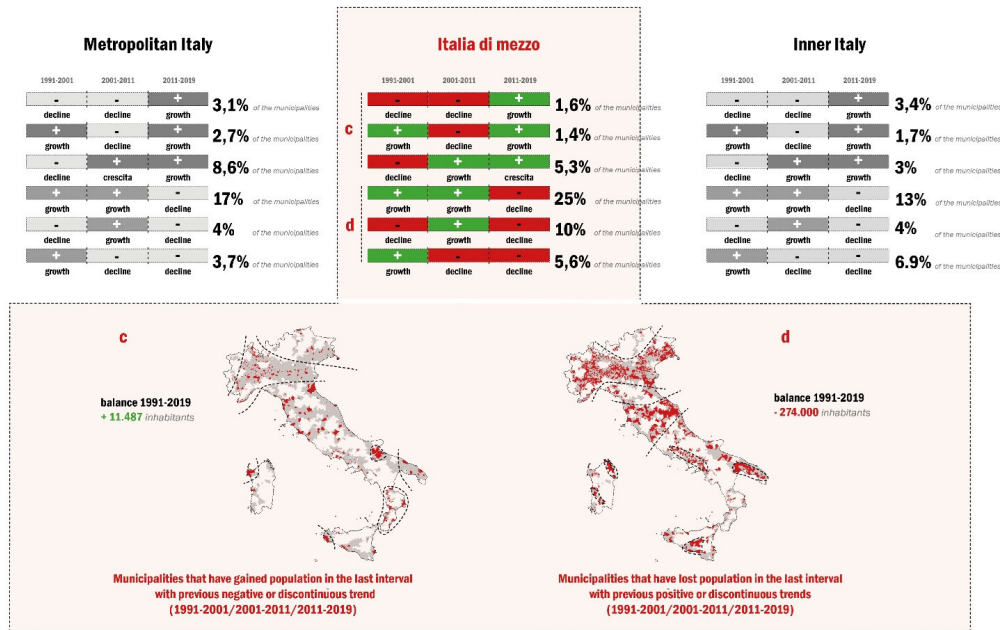 Metropolitan Italy
1991-2001 2001-2011 2011-2019
- - + 3,1% of the municipalities
decline decline growth
+ - + 2,7% of the municipalities
growth decline growth
- + + 8,6% of the municipalities
decline crescita growth
+ + - 17% of the municipalities
growth growth decline
- + - 4% of the municipalities
decline growth decline
+ - - 3,7% of the municipalities
growth decline decline
Italia di mezzo
1991-2001 2001-2011 2011-2019
- - + 1,6% of the municipalities
decline decline growth
c
+ - + 1,4% of the municipalities
growth decline growth
- + + 5,3% of the municipalities
decline growth crescita
+ + - 25% of the municipalities
growth growth decline
d
- + - 10% of the municipalities
decline growth decline
+ - - 5,6% of the municipalities
growth decline decline
Inner Italy
1991-2001 2001-2011 2011-2019
- - + 3,4% of the municipalities
decline decline growth
+ - + 1,7% of the municipalities
growth decline growth
- + + 3% of the municipalities
decline growth growth
+ + - 13% of the municipalities
growth growth decline
- + - 4% of the municipalities
decline growth decline
+ - - 6.9% of the municipalities
growth decline decline
c
balance 1991-2019
+ 11.487 inhabitants
Municipalities that have gained population in the last interval
with previous negative or discontinuous trend
(1991-2001/2001-2011/2011-2019)
d
balance 1991-2019
- 274.000 inhabitants
Municipalities that have lost population in the last interval
with previous positive or discontinuous trends
(1991-2001/2001-2011/2011-2019)